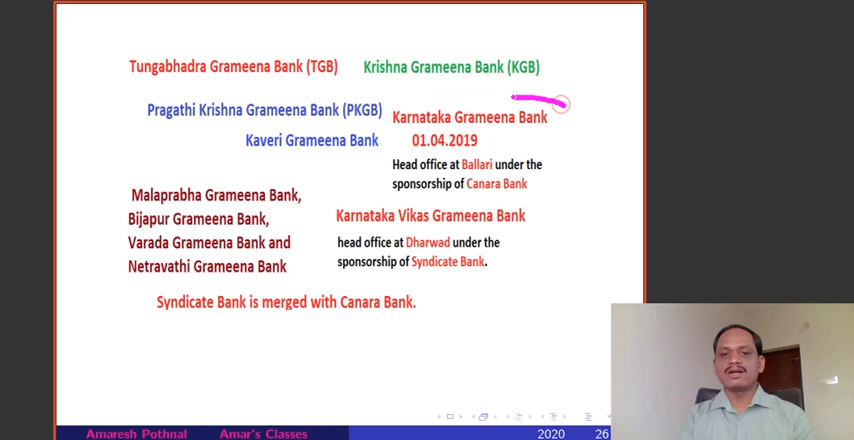 Tungabhadra Grameena Bank (TGB)
Krishna Grameena Bank (KGB)
Pragathi Krishna Grameena Bank (PKGB)
Karnataka Grameena Bank
Kaveri Grameena Bank
01.04.2019
Head office at Ballari under the
sponsorship of Canara Bank
Malaprabha Grameena Bank,
Bijapur Grameena Bank,
Varada Grameena Bank and
Netravathi Grameena Bank
Karnataka Vikas Grameena Bank
head office at Dharwad under the
sponsorship of Syndicate Bank.
Syndicate Bank is merged with Canara Bank.
Amaresh Pothnal Amar's Classes 2020 26